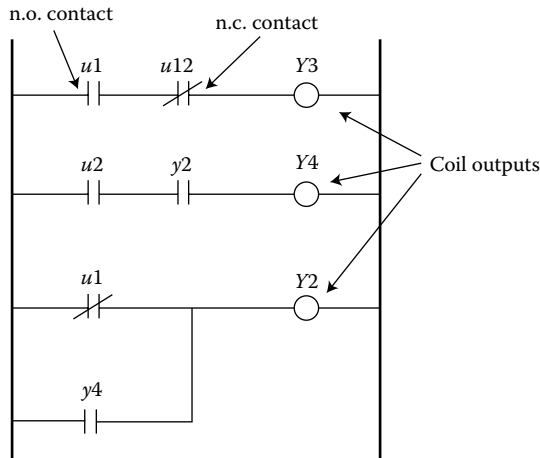 n.o. contact
n.c. contact
u1 u12 Y3
u2 y2 Y4
Coil outputs
u1 Y2
y4